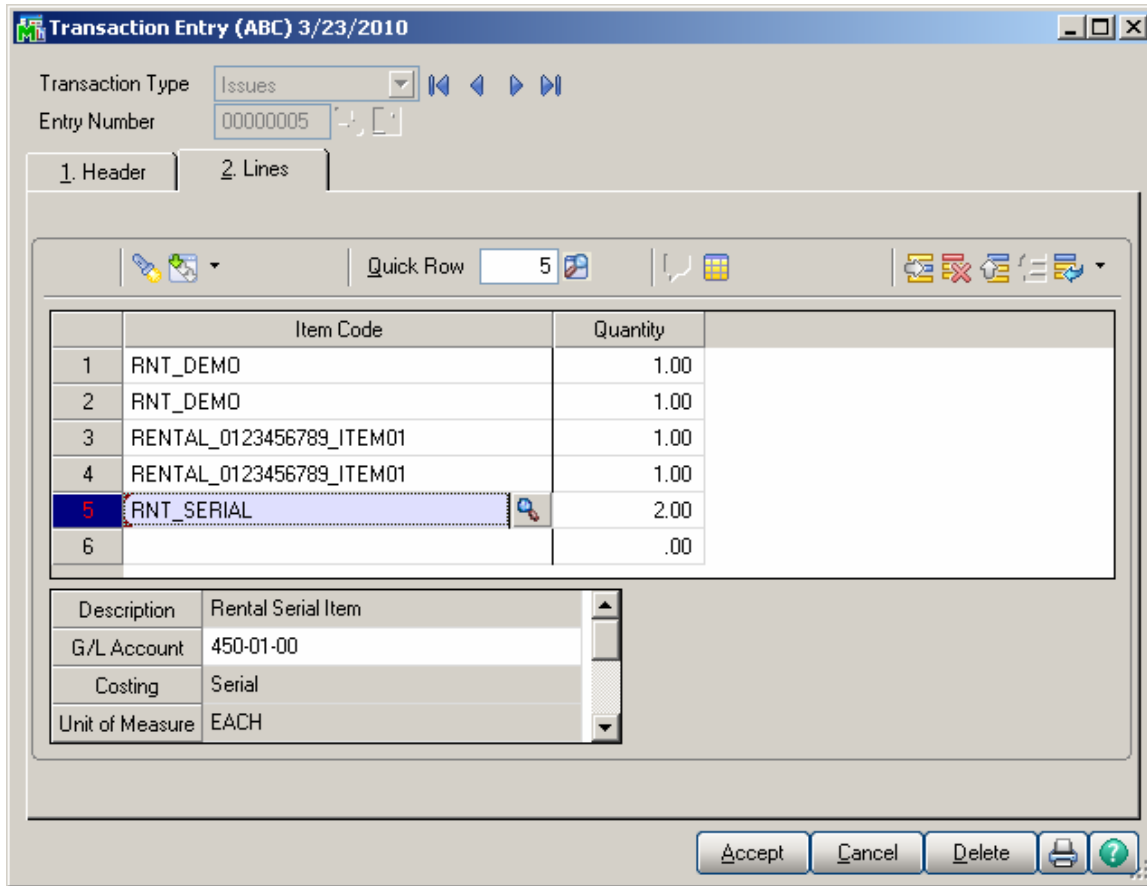 Transaction Entry (ABC) 3/23/2010
Transaction Type Issues
Entry Number 00000005
1. Header 2. Lines
Quick Row 5
Item Code Quantity
1 RNT_DEMO 1.00
2 RNT_DEMO 1.00
3 RENTAL_0123456789_ITEM01 1.00
4 RENTAL_0123456789_ITEM01 1.00
5 RNT_SERIAL 2.00
6 .00
Description Rental Serial Item
G/L Account 450-01-00
Costing Serial
Unit of Measure EACH
Accept Cancel Delete